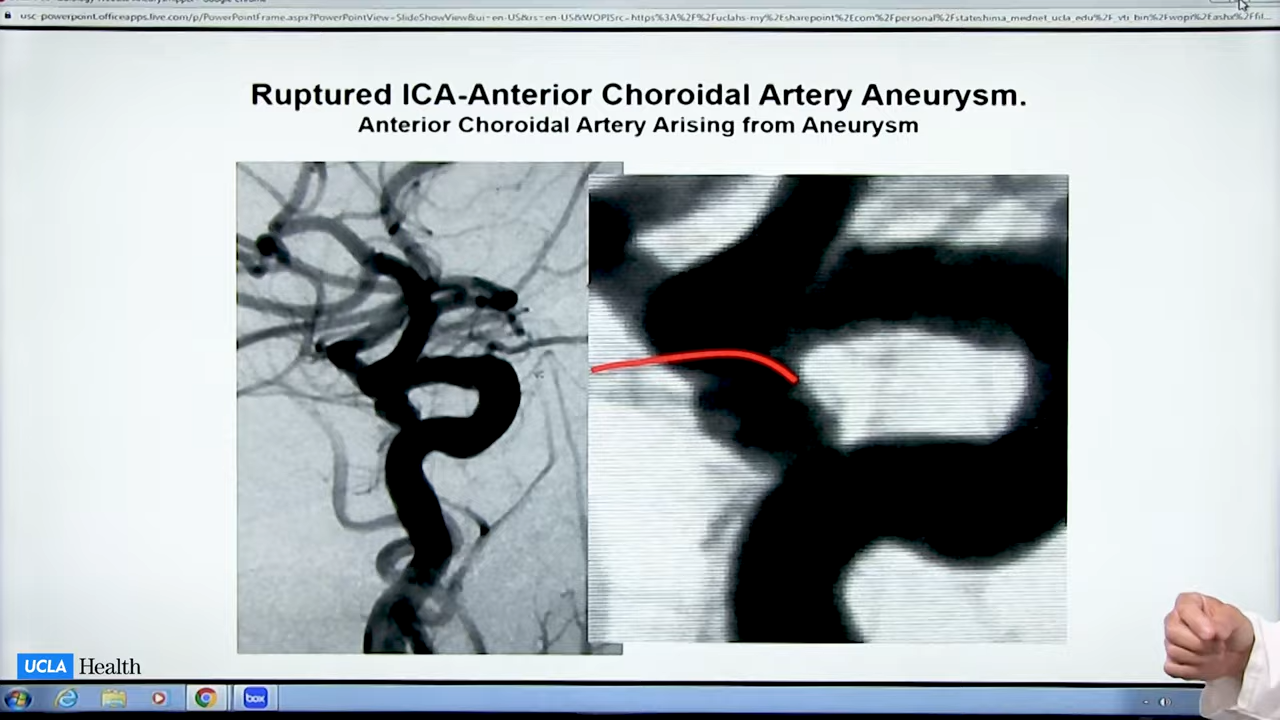 Ruptured ICA-Anterior Choroidal Artery Aneurysm.
Anterior Choroidal Artery Arising from Aneurysm
UCLA Health
box